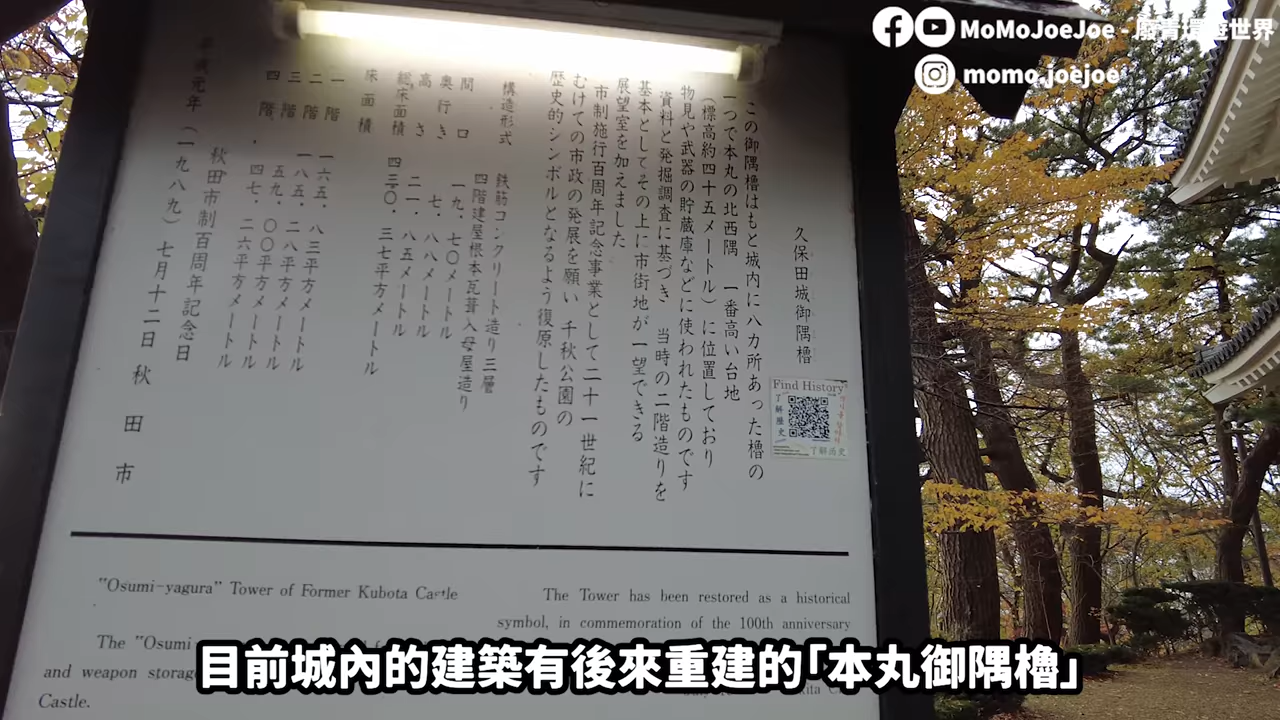 MoMoJoeJoe - 廢青環遊世界
momo.joejoe
久保田城御隅櫓
この御隅櫓はもと城内に八カ所あった櫓の
一つで本丸の北西隅　一番高い台地
（標高約四十五メートル）に位置しており
物見や武器の貯蔵庫などに使われたものです
資料と発掘調査に基づき　当時の二階造りを
基本としてその上に市街地が一望できる
展望室を加えました
市制施行百周年記念事業として二十一世紀に
むけての市政の発展を願い　千秋公園の
歴史的シンボルとなるよう復原したものです
構造形式　鉄筋コンクリート造り三層
四階建屋根本瓦葺入母屋造り
間口　一九．七〇メートル
奥行き　七．八八メートル
高さ　二一．八五メートル
総床面積　四三〇．三七平方メートル
床面積
一階　一六五．八三平方メートル
二階　一八五．二八平方メートル
三階　五九．〇〇平方メートル
四階　四七．二六平方メートル
秋田市制百周年記念日
平成元年（一九八九）七月十二日　秋田市
Find History
了解歷史
了解历史
"Osumi-yagura" Tower of Former Kubota Castle
The "Osumi
and weapon storag
Castle.
The Tower has been restored as a historical
symbol, in commemoration of the 100th anniversary
目前城內的建築有後來重建的「本丸御隅櫓」